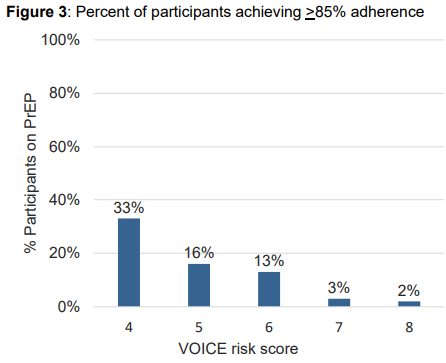 Figure 3: Percent of participants achieving >85% adherence
100%
80%
60%
40%
20%
0%
% Participants on PrEP
33%
16%
13%
3%
2%
4 5 6 7 8
VOICE risk score